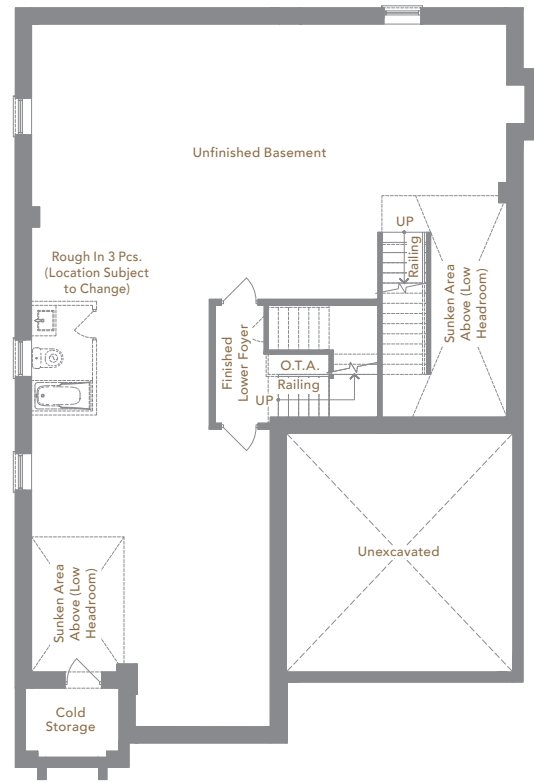 Unfinished Basement
UP
Railing
Rough In 3 Pcs.
(Location Subject
to Change)
Sunken Area
Above (Low
Headroom)
Finished
Lower Foyer
O.T.A.
Railing
UP
Unexcavated
Sunken Area
Above (Low
Headroom)
Cold
Storage